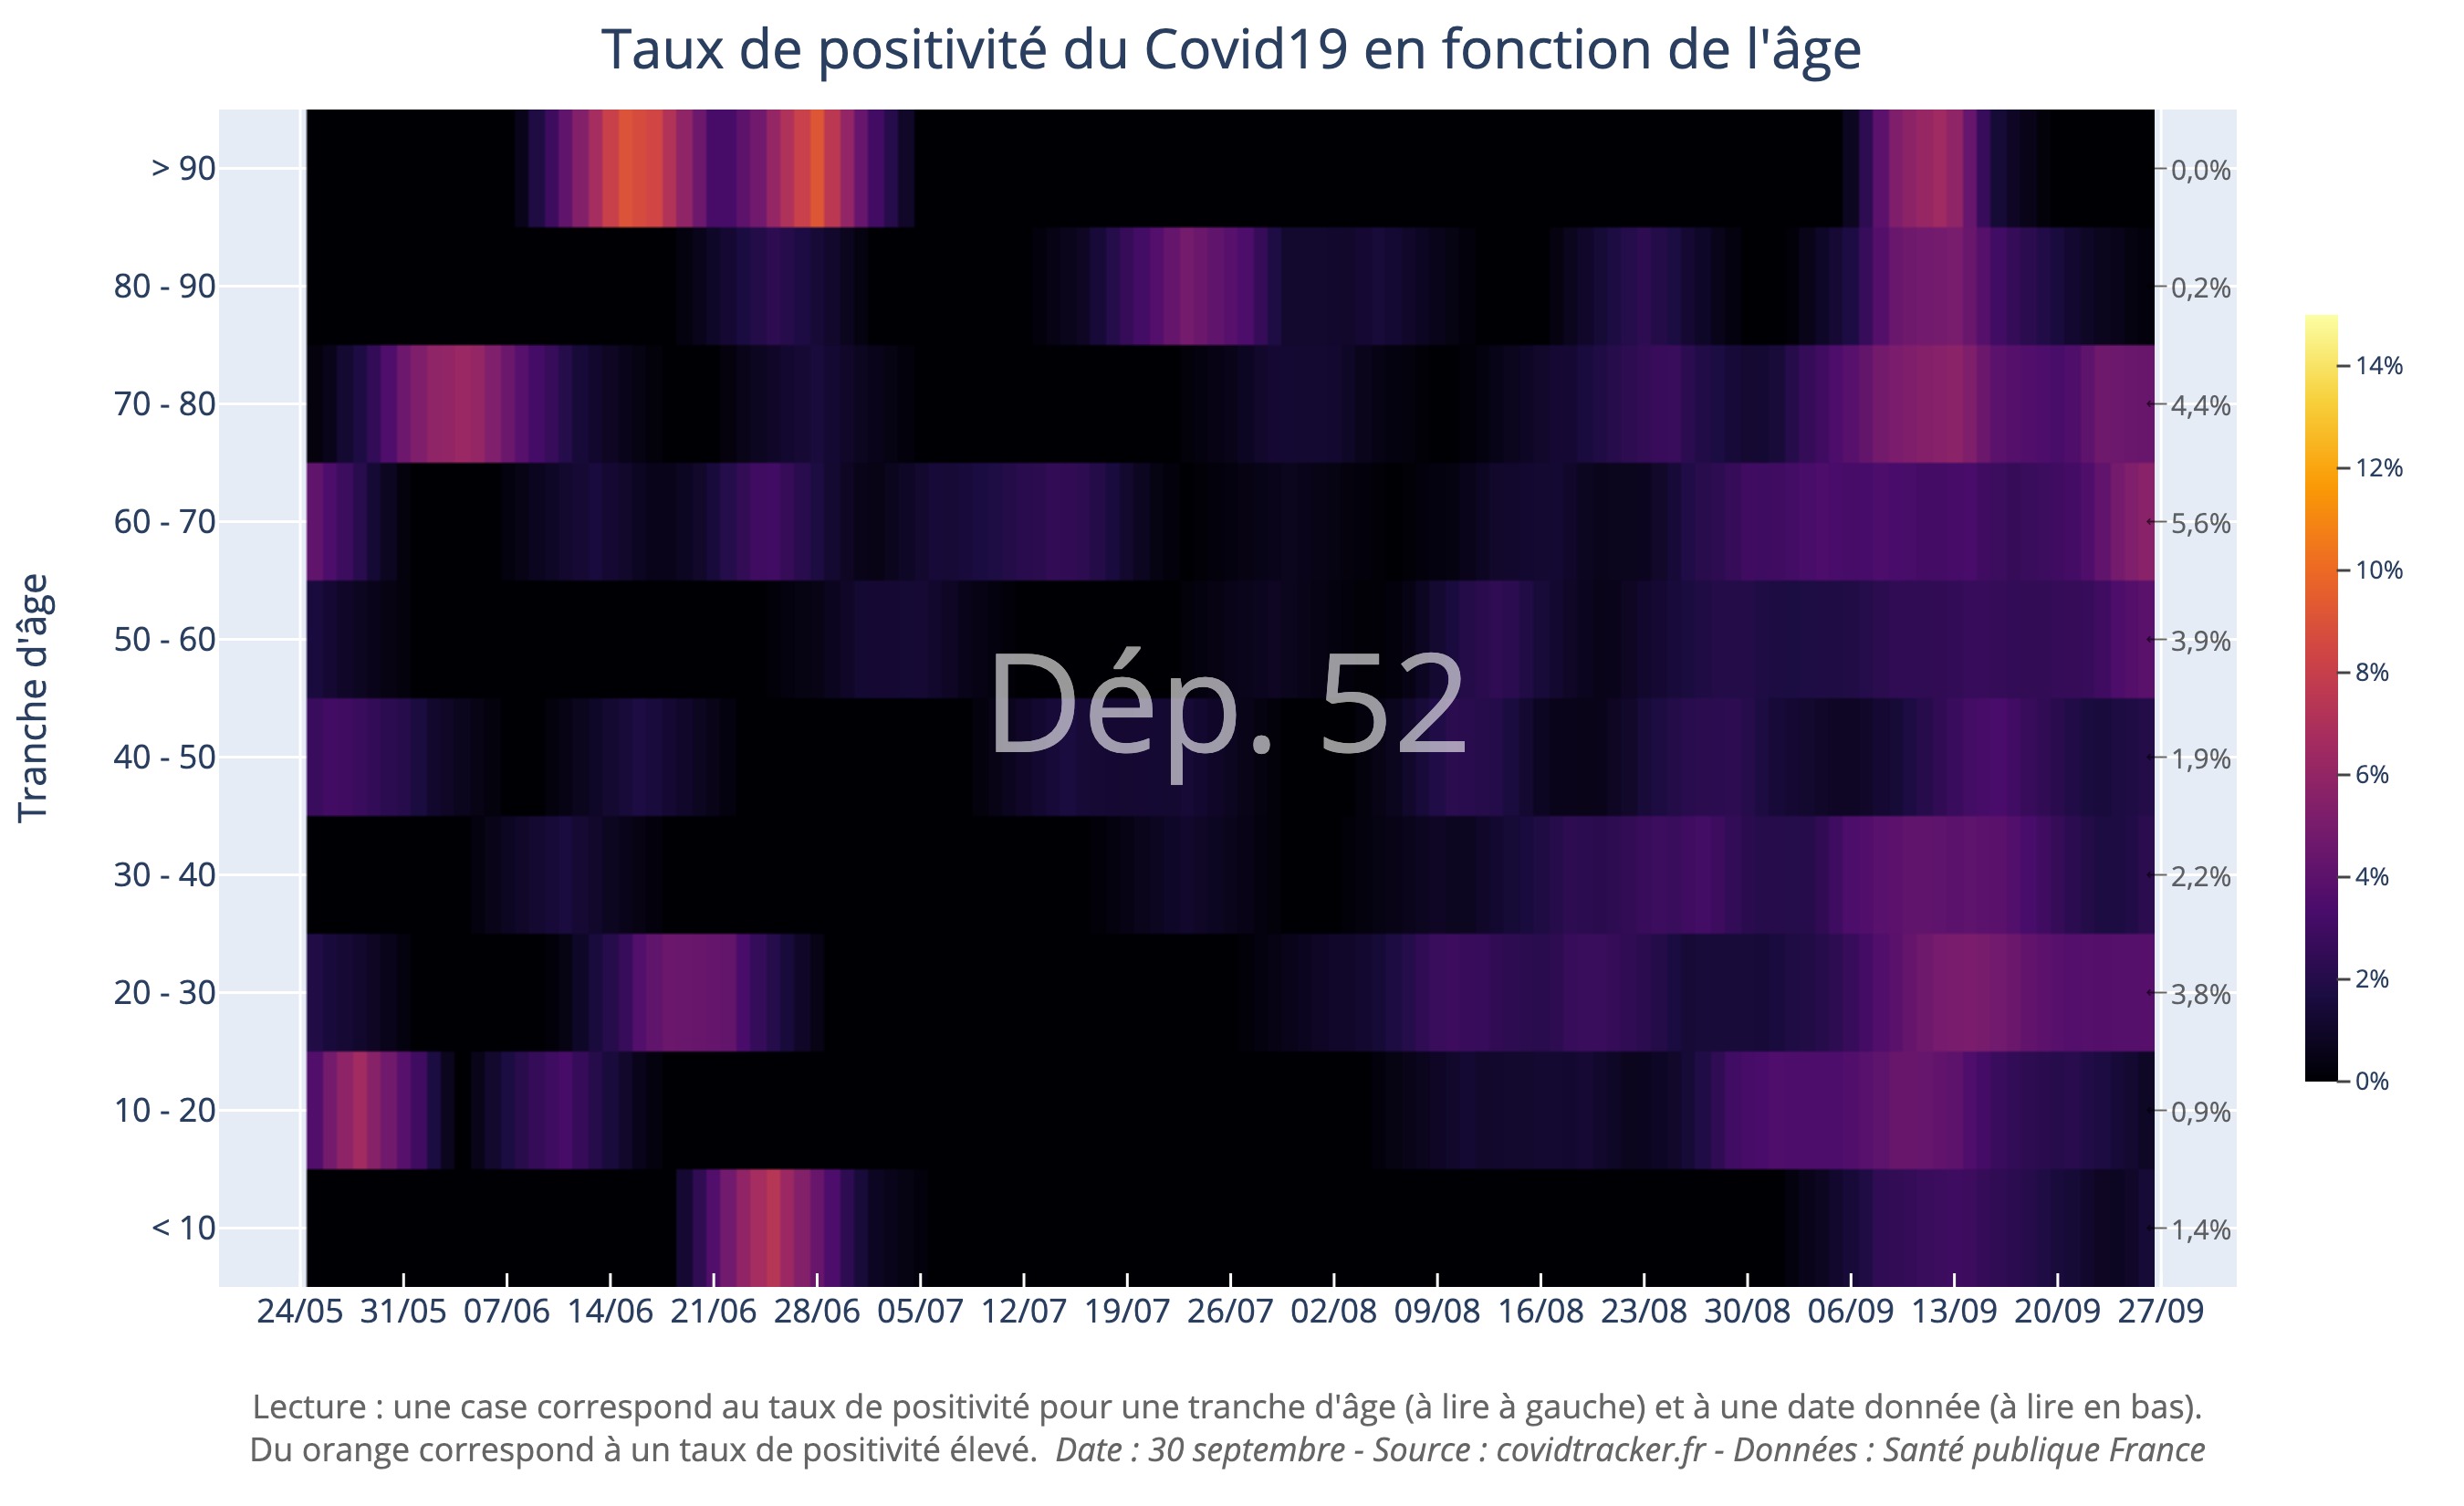 Taux de positivité du Covid19 en fonction de l'âge
Tranche d'âge
> 90
80 - 90
70 - 80
60 - 70
50 - 60
40 - 50
30 - 40
20 - 30
10 - 20
< 10
Dép. 52
0,0%
0,2%
4,4%
5,6%
3,9%
1,9%
2,2%
3,8%
0,9%
1,4%
14%
12%
10%
8%
6%
4%
2%
0%
24/05 31/05 07/06 14/06 21/06 28/06 05/07 12/07 19/07 26/07 02/08 09/08 16/08 23/08 30/08 06/09 13/09 20/09 27/09
Lecture : une case correspond au taux de positivité pour une tranche d'âge (à lire à gauche) et à une date donnée (à lire en bas).
Du orange correspond à un taux de positivité élevé. Date : 30 septembre - Source : covidtracker.fr - Données : Santé publique France